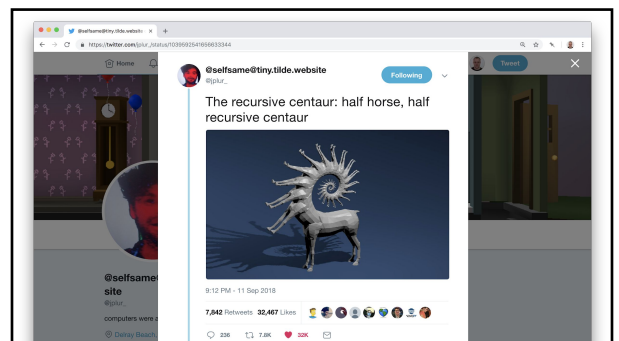 @selfsame@tiny.tilde.website
https://twitter.com/jplur_/status/1039592541656633344
Home
Tweet
@selfsame@tiny.tilde.website
Following
@jplur_
The recursive centaur: half horse, half
recursive centaur
9:12 PM - 11 Sep 2018
7,842 Retweets 32,467 Likes
236 7.8K 32K
@selfsame
site
@jplur_
computers were a
Delray Beach